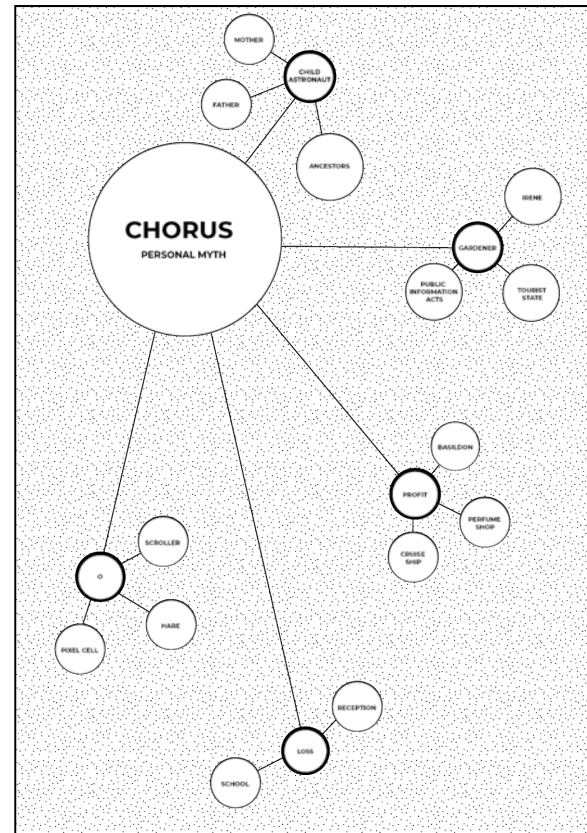 MOTHER
CHILD
ASTRONAUT
FATHER
ANCESTORS
CHORUS
PERSONAL MYTH
IRENE
GARDENER
PUBLIC
INFORMATION
ACTS
TOURIST
STATE
BASILDON
PROFIT
PERFUME
SHOP
CRUISE
SHIP
SCROLLER
O
HARE
PIXEL CELL
RECEPTION
LOSS
SCHOOL